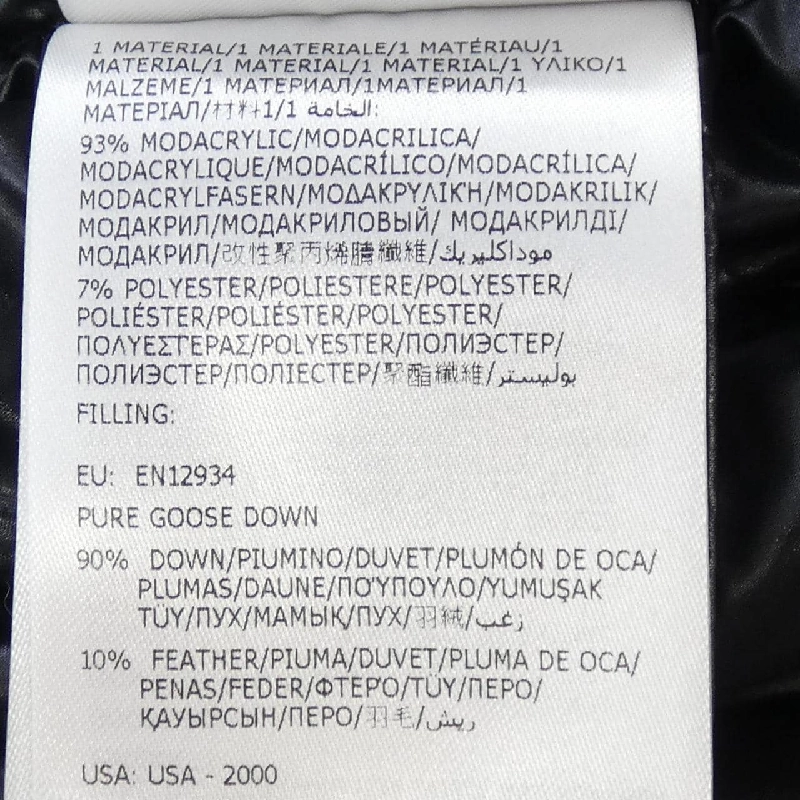 1 MATERIAL/1 MATERIALE/1 MATÉRIAU/1
MATERIAL/1 MATERIAL/1 MATERIAL/1 ΥΛΙΚΟ/1
MALZEME/1 МАТЕРИАЛ/1МАТЕРИАЛ/1
МАТЕРІАЛ/材料1/1 الخامة:
93% MODACRYLIC/MODACRILICA/
MODACRYLIQUE/MODACRÍLICO/MODACRÍLICA/
MODACRYLFASERN/ΜΟΔΑΚΡΥΛΙΚΉ/MODAKRILIK/
МОДАКРИЛ/МОДАКРИЛОВЫЙ/ МОДАКРИЛДІ/
МОДАКРИЛ/改性聚丙烯腈纖維/موداكليريك
7% POLYESTER/POLIESTERE/POLYESTER/
POLIÉSTER/POLIÉSTER/POLYESTER/
ΠΟΛΥΕΣΤΕΡΑΣ/POLYESTER/ПОЛИЭСТЕР/
ПОЛИЭСТЕР/ПОЛІЕСТЕР/聚酯纖維/بوليستر
FILLING:
EU: EN12934
PURE GOOSE DOWN
90% DOWN/PIUMINO/DUVET/PLUMÓN DE OCA/
PLUMAS/DAUNE/ΠΟΎΠΟΥΛΟ/YUMUŞAK
TÜY/ПУХ/МАМЫҚ/ПУХ/羽絨/زغب
10% FEATHER/PIUMA/DUVET/PLUMA DE OCA/
PENAS/FEDER/ΦΤΕΡΌ/TÜY/ПЕРО/
ҚАУЫРСЫН/ПЕРО/羽毛/ريش
USA: USA - 2000